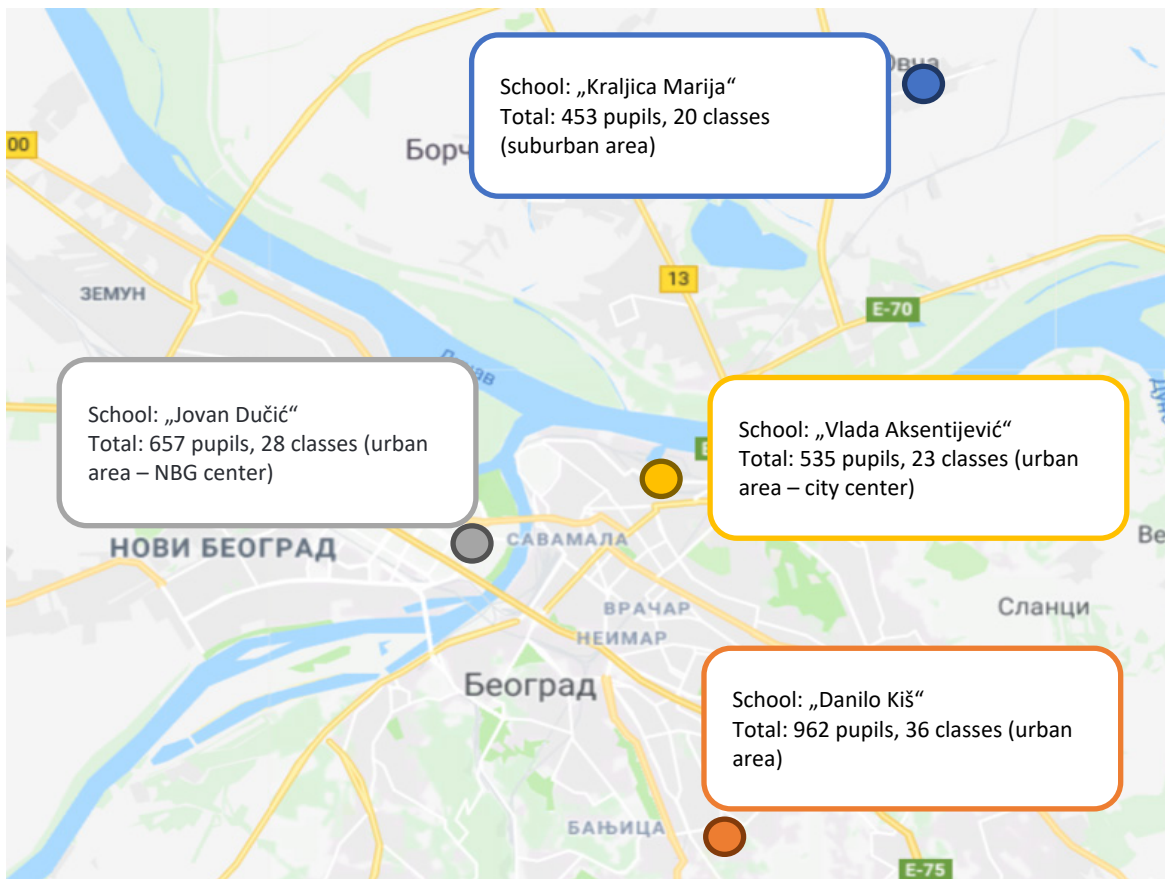 School: „Kraljica Marija“
Total: 453 pupils, 20 classes
(suburban area)
00
13
ЗЕМУН
E-70
School: „Jovan Dučić“
Total: 657 pupils, 28 classes (urban
area – NBG center)
School: „Vlada Aksentijević“
Total: 535 pupils, 23 classes (urban
area – city center)
НОВИ БЕОГРАД
САВАМАЛА
ВРАЧАР
НЕИМАР
Сланци
Београд
School: „Danilo Kiš“
Total: 962 pupils, 36 classes (urban
area)
БАЊИЦА
E-75